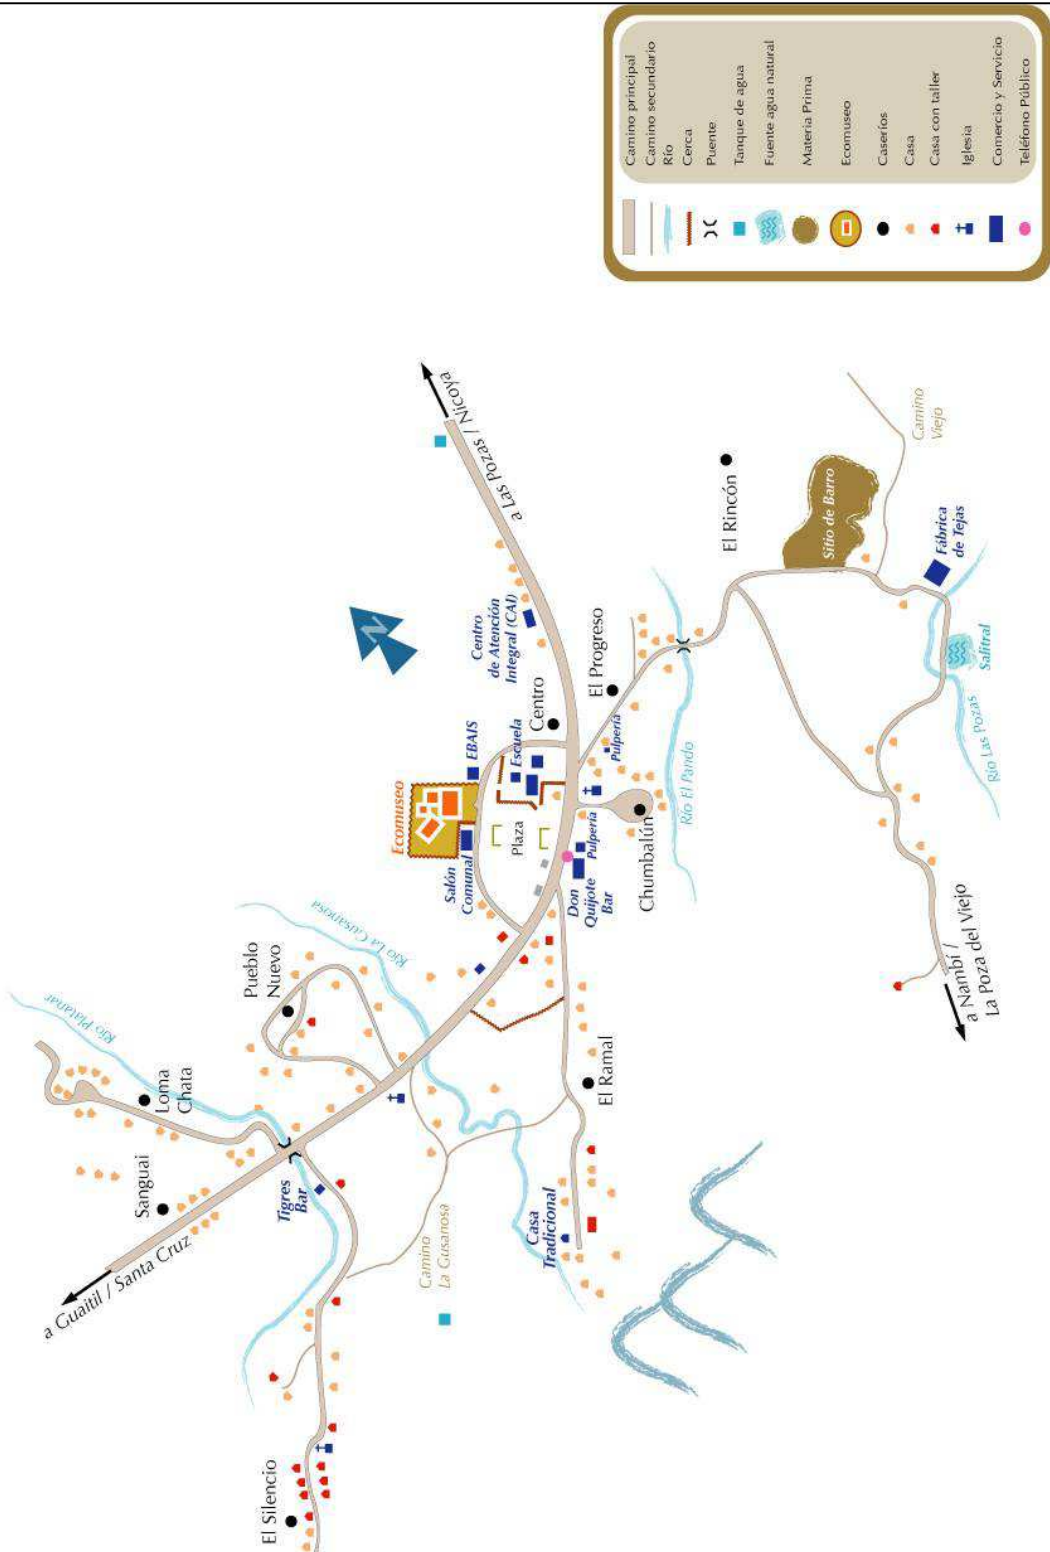 Camino principal
Camino secundario
Río
Cerca
Puente
Tanque de agua
Fuente agua natural
Materia Prima
Ecomuseo
Caseríos
Casa
Casa con taller
Iglesia
Comercio y Servicio
Teléfono Público
a Las Pozas / Nicoya
N
Centro
de Atención
Integral (CAI)
Centro
EBAIS
Escuela
Ecomuseo
Plaza
Salón
Comunal
El Progreso
Pulpería
Pulpería
Don
Quijote
Bar
Chumbalún
Río El Pando
El Rincón
Sitio de Barro
Camino
Viejo
Fábrica
de Tejas
Salitral
Río Las Pozas
a Nambí /
La Poza del Viejo
Río La Gusanosa
Pueblo
Nuevo
Río Platanar
Loma
Chata
Sanguai
a Guaitil / Santa Cruz
Tigres
Bar
Camino
La Gusanosa
El Ramal
Casa
Tradicional
El Silencio